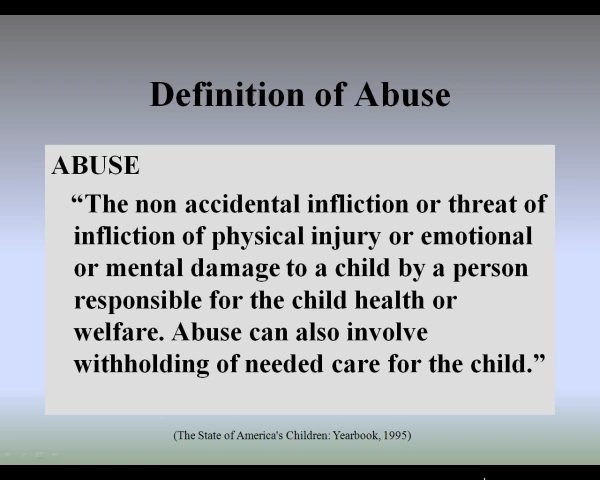 Definition of Abuse
ABUSE
“The non accidental infliction or threat of
infliction of physical injury or emotional
or mental damage to a child by a person
responsible for the child health or
welfare. Abuse can also involve
withholding of needed care for the child.”
(The State of America's Children: Yearbook, 1995)